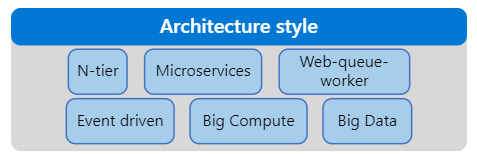 Architecture style
N-tier
Microservices
Web-queue-
worker
Event driven
Big Compute
Big Data